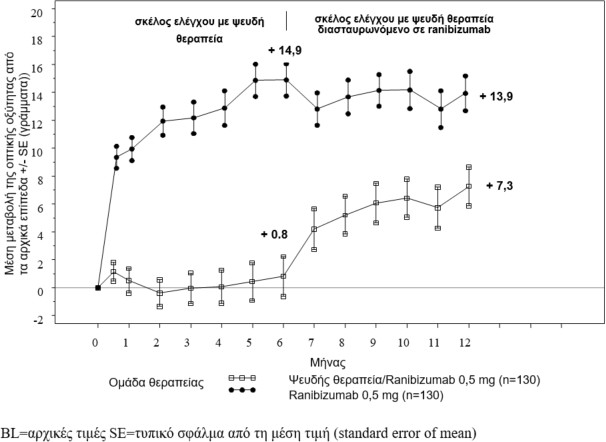 σκέλος ελέγχου με ψευδή
θεραπεία
σκέλος ελέγχου με ψευδή θεραπεία
διασταυρωνόμενο σε ranibizumab
Μέση μεταβολή της οπτικής οξύτητας από
τα αρχικά επίπεδα +/- SE (γράμματα))
20
18
16
14
12
10
8
6
4
2
0
-2
+ 14,9
+ 13,9
+ 0.8
+ 7,3
0 1 2 3 4 5 6 7 8 9 10 11 12
Μήνας
Ομάδα θεραπείας
Ψευδής θεραπεία/Ranibizumab 0,5 mg (n=130)
Ranibizumab 0,5 mg (n=130)
BL=αρχικές τιμές SE=τυπικό σφάλμα από τη μέση τιμή (standard error of mean)